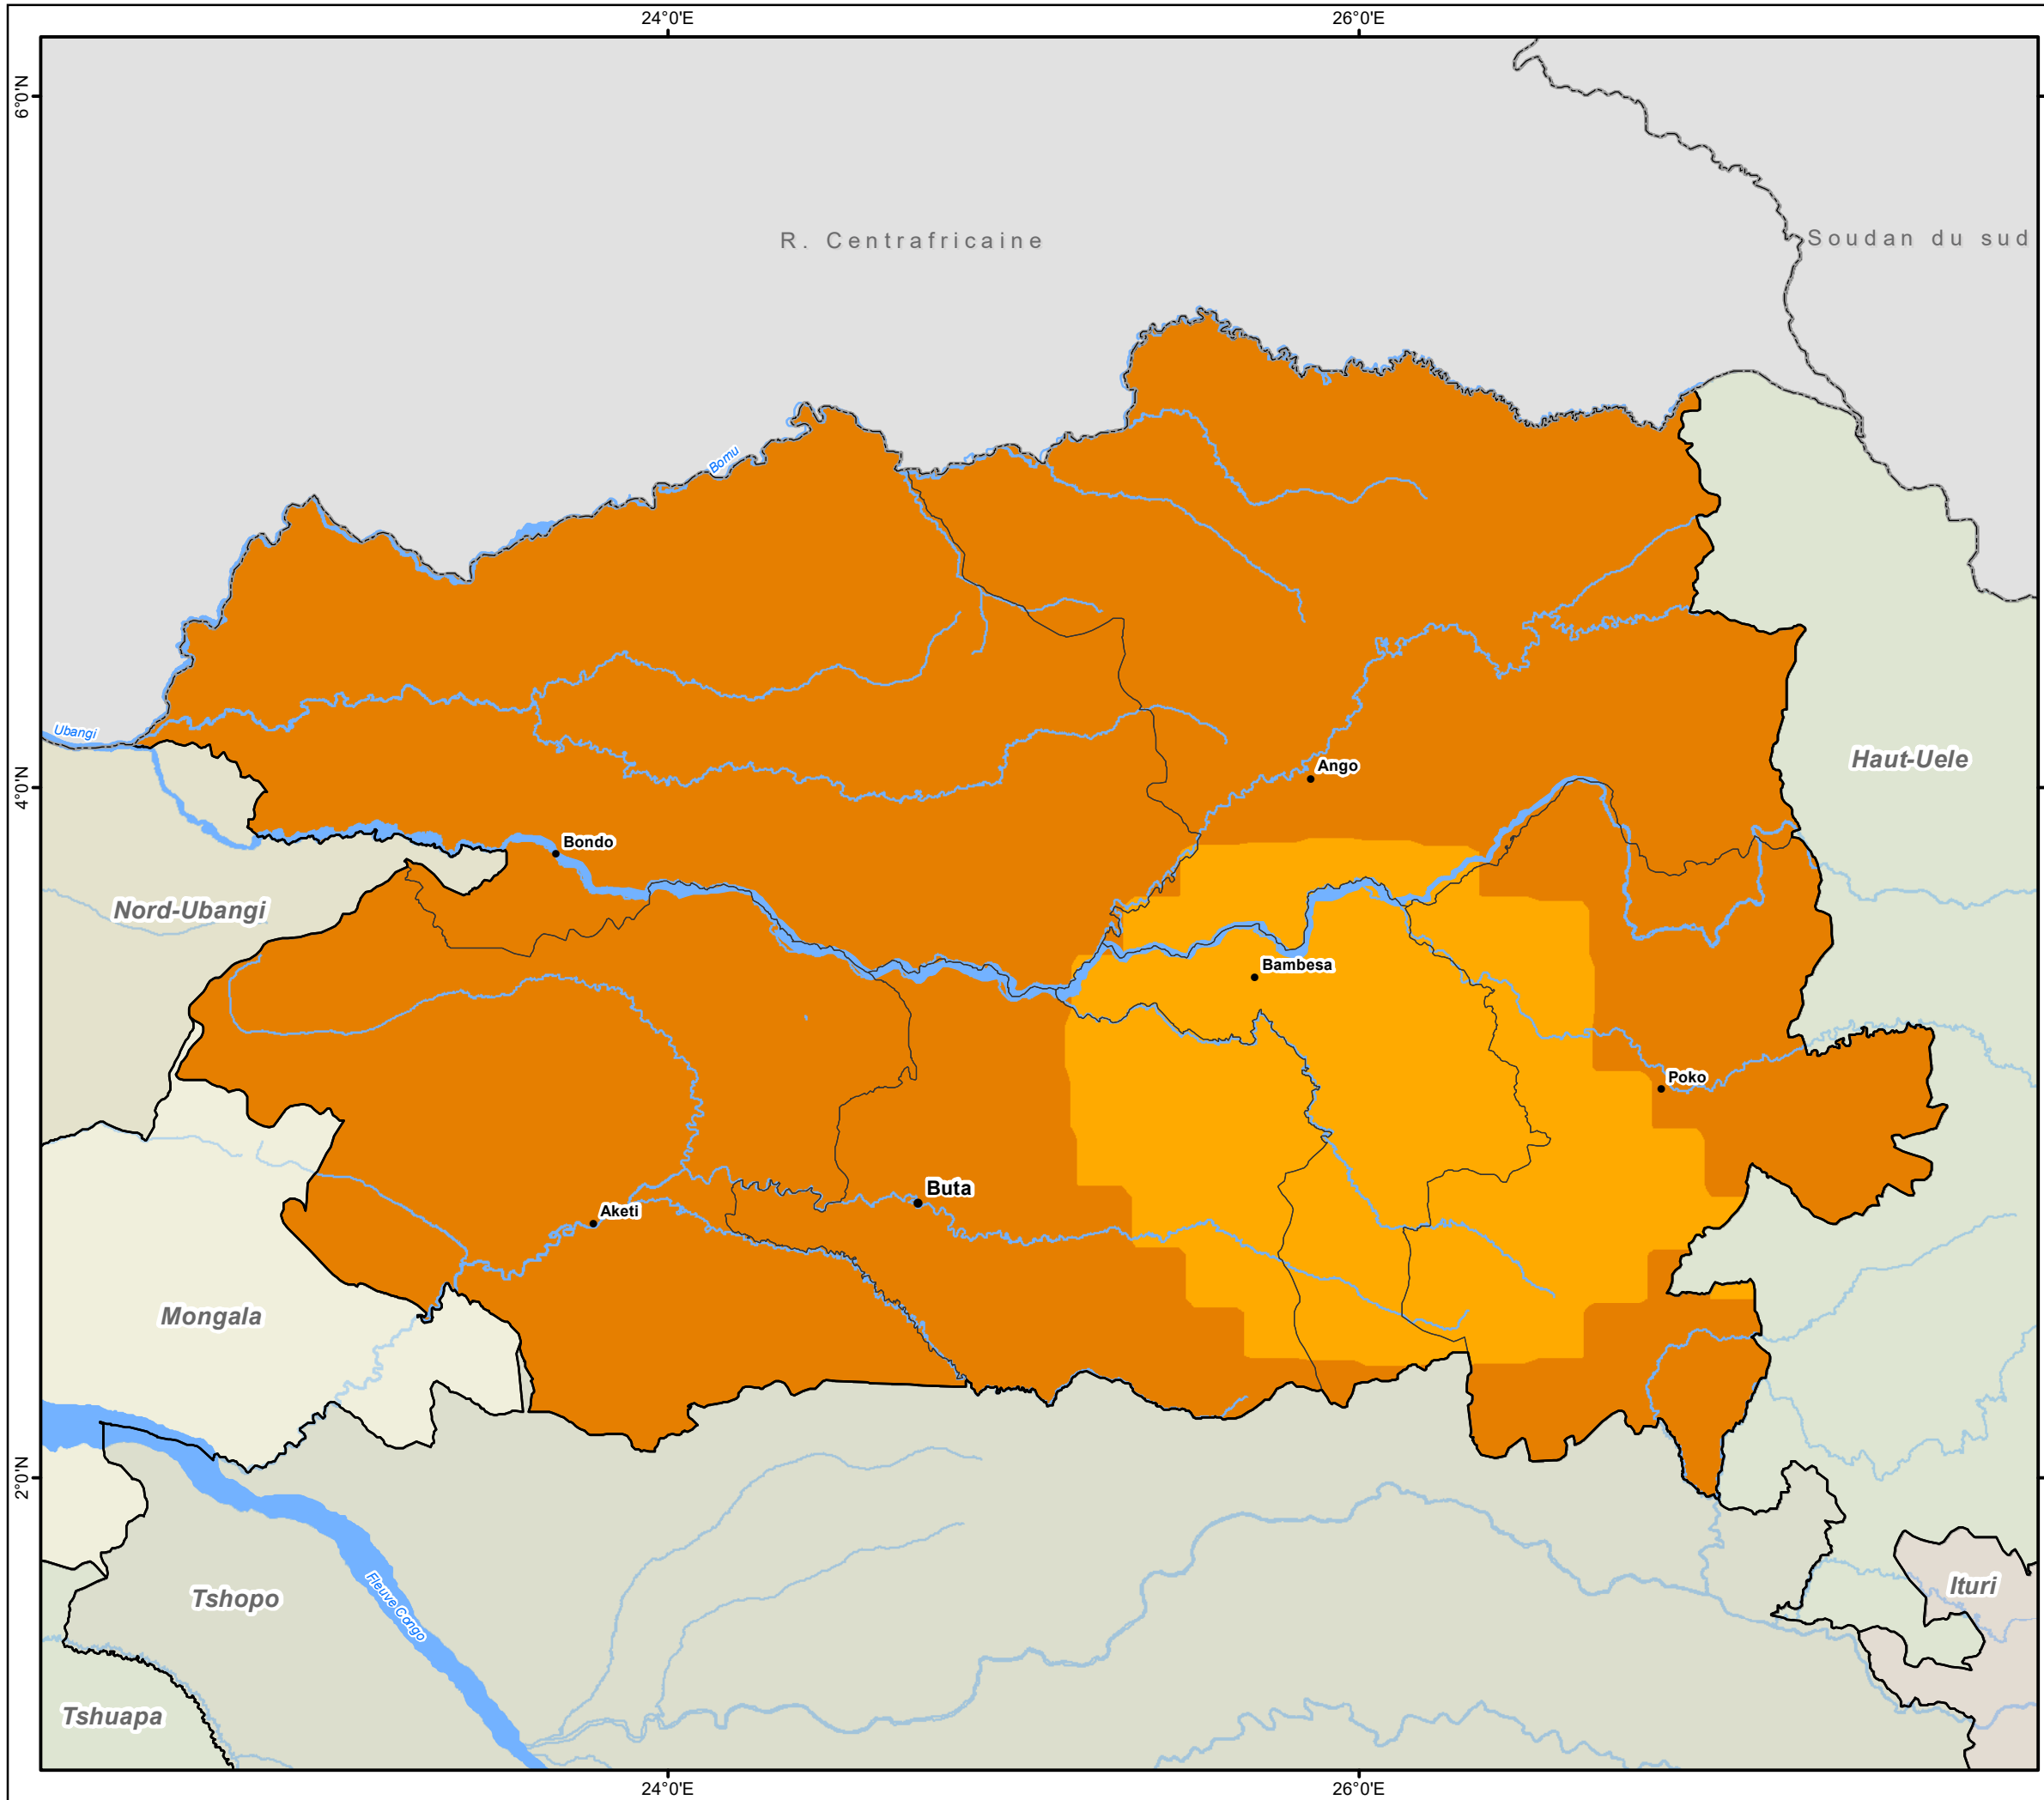 24°0'E
26°0'E
6°0'N
R. Centrafricaine
Soudan du sud
Bomu
Ubangi
4°0'N
Ango
Haut-Uele
Bondo
Nord-Ubangi
Bambesa
Poko
Buta
Aketi
Mongala
2°0'N
Fleuve Congo
Tshopo
Ituri
Tshuapa
24°0'E
26°0'E